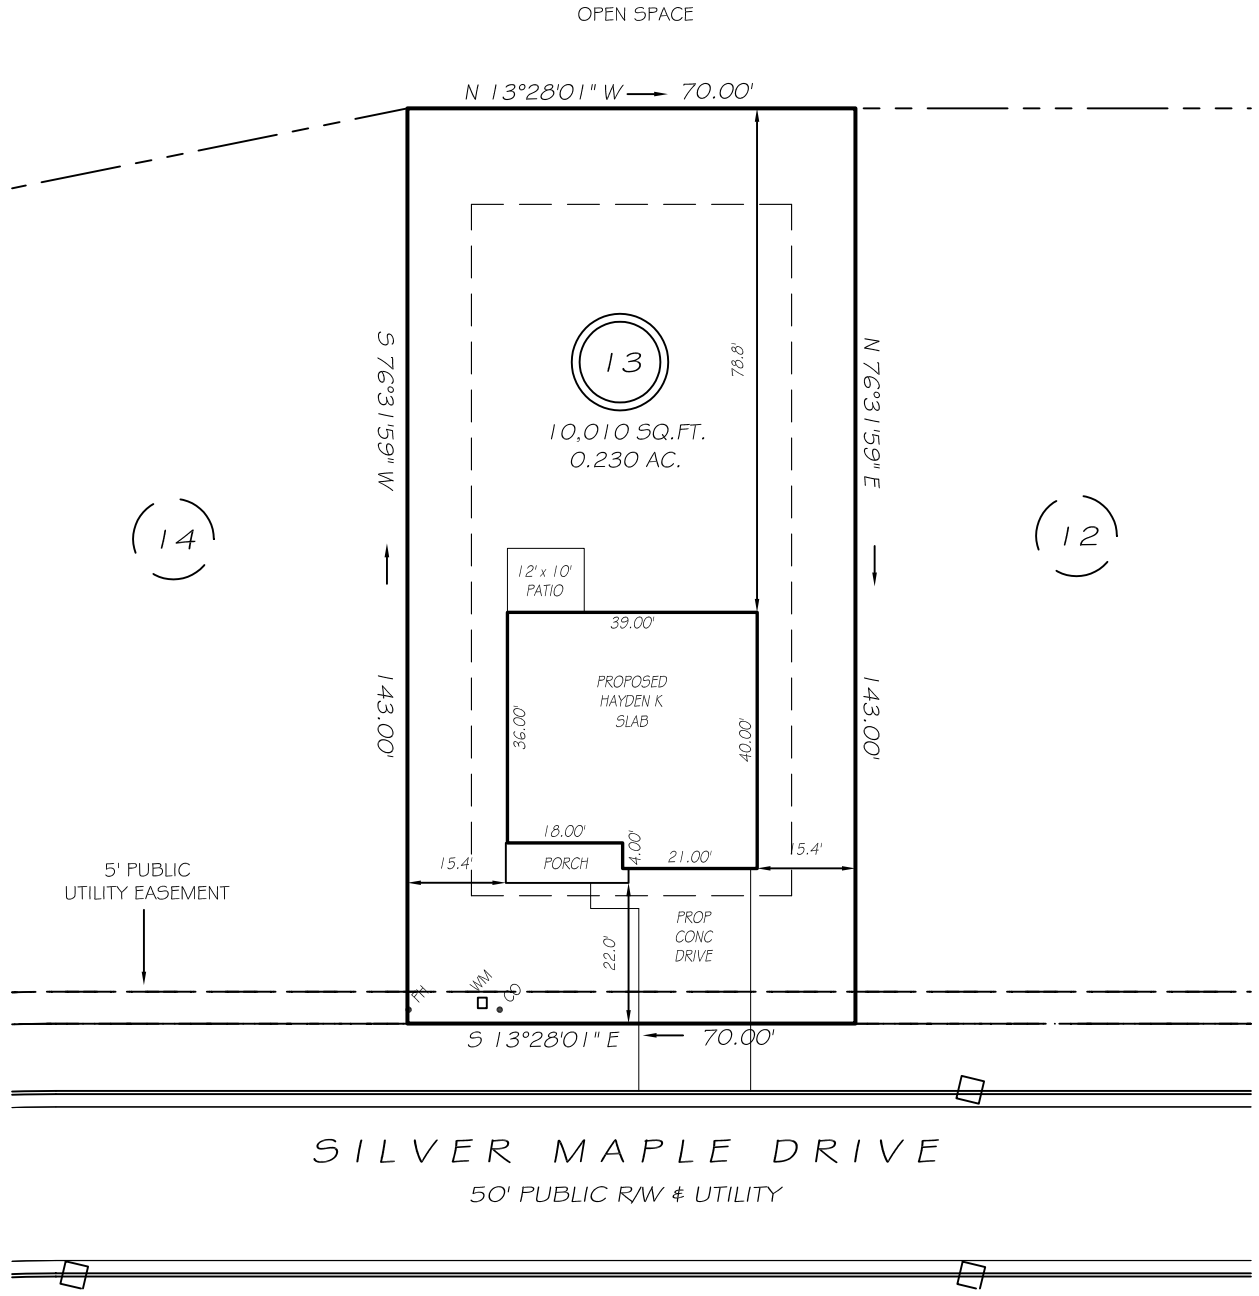 OPEN SPACE
N 13°28'01" W 70.00'
S 76°31'59" W
143.00'
N 76°31'59" E
143.00'
78.8'
13
10,010 SQ.FT.
0.230 AC.
14
12
12' x 10'
PATIO
39.00'
PROPOSED
HAYDEN K
SLAB
36.00'
40.00'
18.00'
4.00'
21.00'
PORCH
15.4'
15.4'
5' PUBLIC
UTILITY EASEMENT
PROP
CONC
DRIVE
22.0'
FH
WM
CO
S 13°28'01" E 70.00'
SILVER MAPLE DRIVE
50' PUBLIC R/W & UTILITY